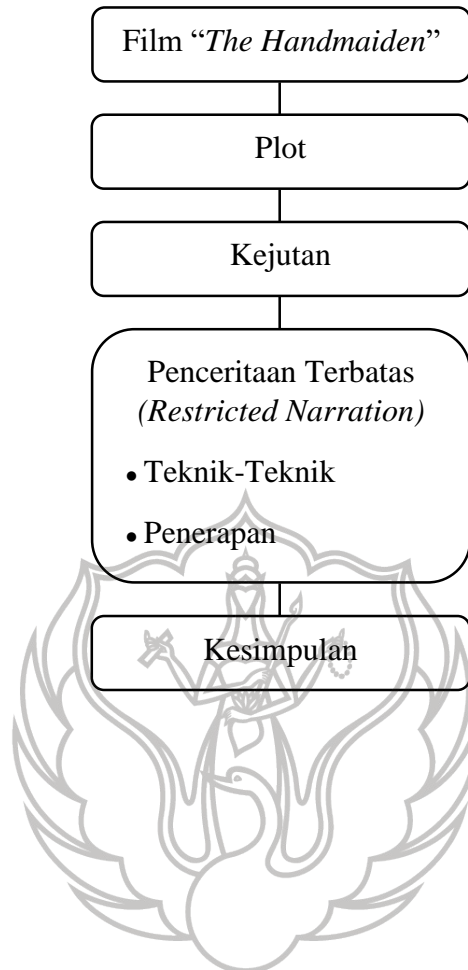 Film “The Handmaiden”
Plot
Kejutan
Penceritaan Terbatas
(Restricted Narration)
• Teknik-Teknik
• Penerapan
Kesimpulan